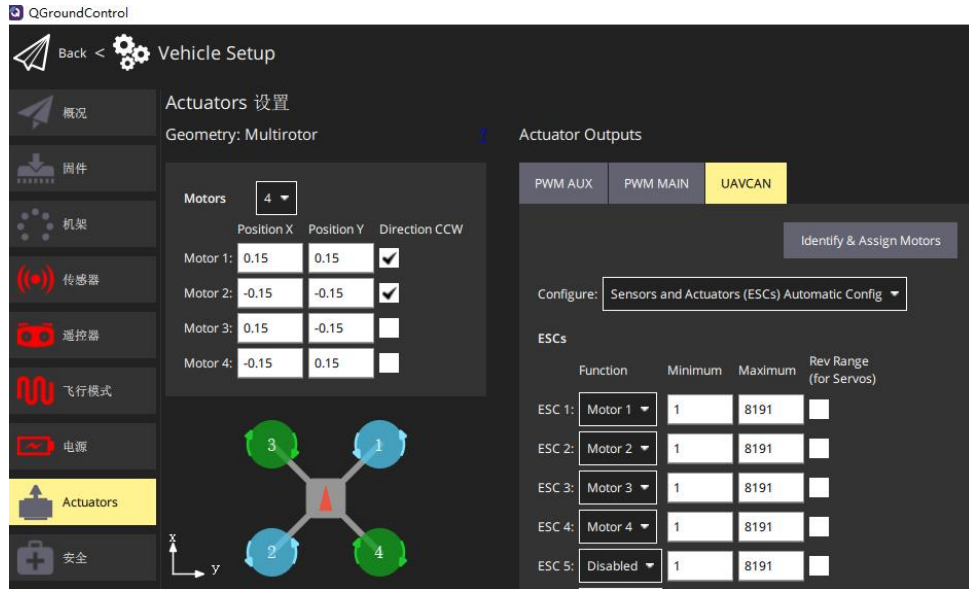 QGroundControl
Back < Vehicle Setup
概况
固件
机架
传感器
遥控器
飞行模式
电源
Actuators
安全
Actuators 设置
Geometry: Multirotor ?
Motors 4
Position X Position Y Direction CCW
Motor 1: 0.15 0.15
Motor 2: -0.15 -0.15
Motor 3: 0.15 -0.15
Motor 4: -0.15 0.15
3 1
2 4
x
y
Actuator Outputs
PWM AUX PWM MAIN UAVCAN
Identify & Assign Motors
Configure: Sensors and Actuators (ESCs) Automatic Config
ESCs
Function Minimum Maximum Rev Range
(for Servos)
ESC 1: Motor 1 1 8191
ESC 2: Motor 2 1 8191
ESC 3: Motor 3 1 8191
ESC 4: Motor 4 1 8191
ESC 5: Disabled 1 8191